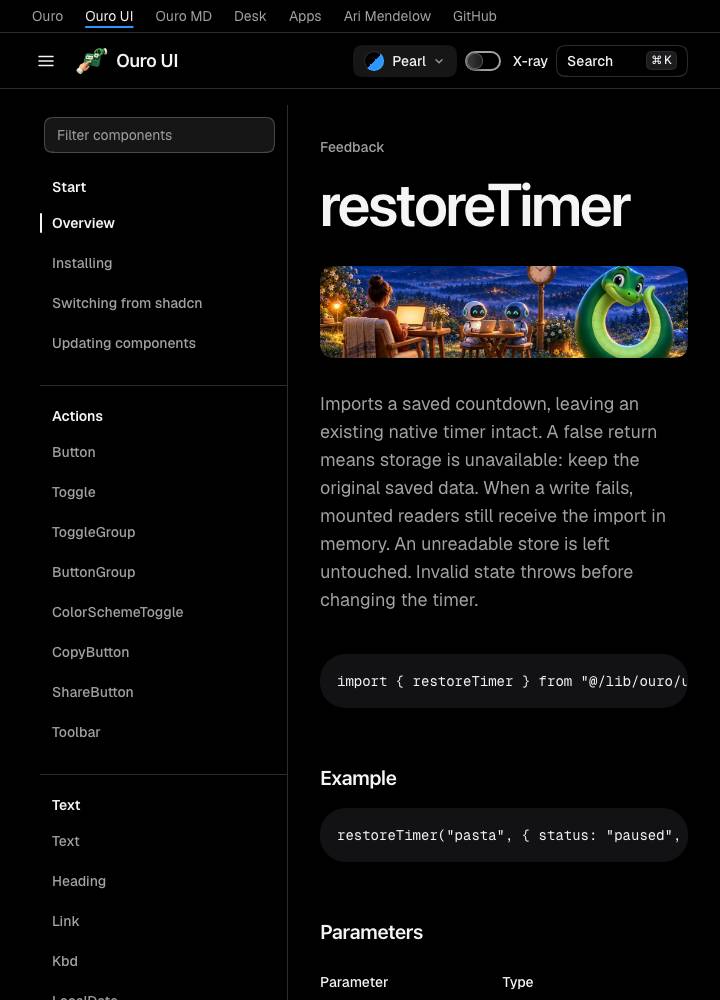 Ouro
Ouro UI
Ouro MD
Desk
Apps
Ari Mendelow
GitHub
Ouro UI
Pearl
X-ray
Search
⌘ K
Filter components
Start
Overview
Installing
Switching from shadcn
Updating components
Actions
Button
Toggle
ToggleGroup
ButtonGroup
ColorSchemeToggle
CopyButton
ShareButton
Toolbar
Text
Text
Heading
Link
Kbd
LocalDate
Feedback
restoreTimer
Imports a saved countdown, leaving an
existing native timer intact. A false return
means storage is unavailable: keep the
original saved data. When a write fails,
mounted readers still receive the import in
memory. An unreadable store is left
untouched. Invalid state throws before
changing the timer.
import { restoreTimer } from "@/lib/ouro/u
Example
restoreTimer("pasta", { status: "paused",
Parameters
Parameter
Type